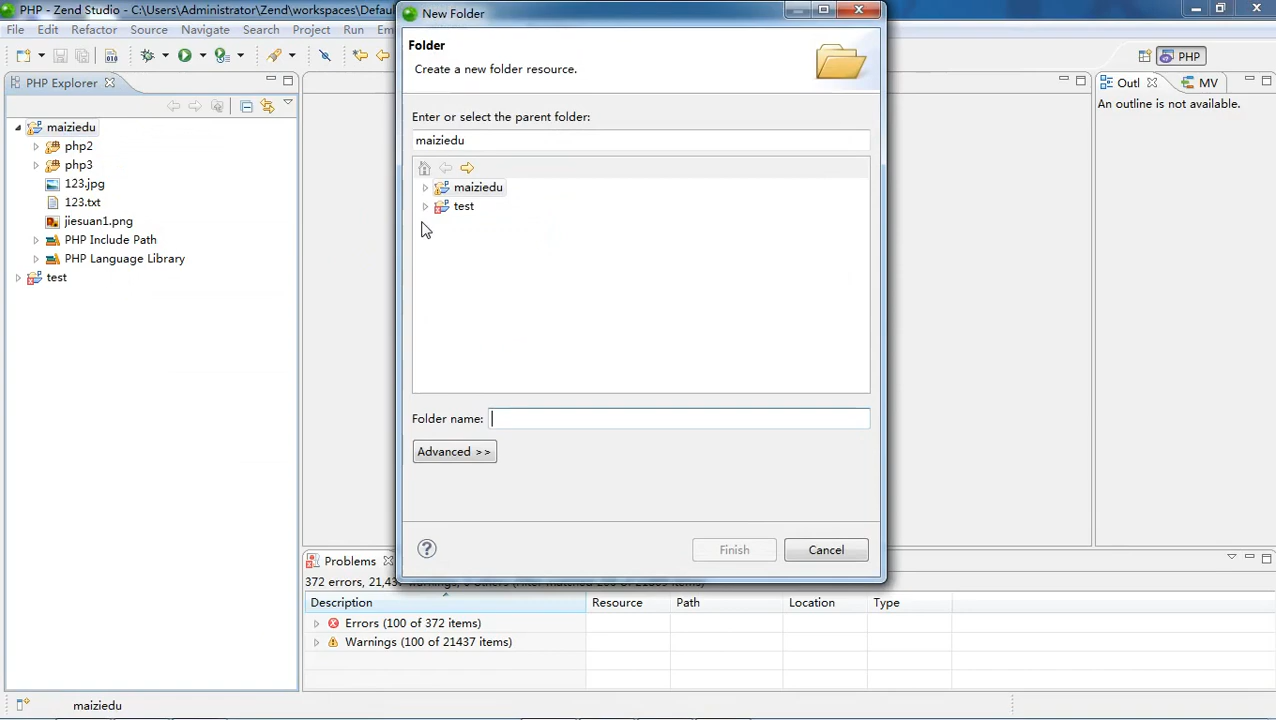 PHP - Zend Studio - C:\Users\Administrator\Zend\workspaces\Defau
New Folder
File Edit Refactor Source Navigate Search Project Run Em
Folder
Create a new folder resource.
PHP
PHP Explorer
Outl
MV
An outline is not available.
Enter or select the parent folder:
maiziedu
maiziedu
test
maiziedu
php2
php3
123.jpg
123.txt
jiesuan1.png
PHP Include Path
PHP Language Library
test
Folder name:
Advanced >>
Finish
Cancel
Problems
Description
Resource
Path
Location
Type
Errors (100 of 372 items)
Warnings (100 of 21437 items)
maiziedu